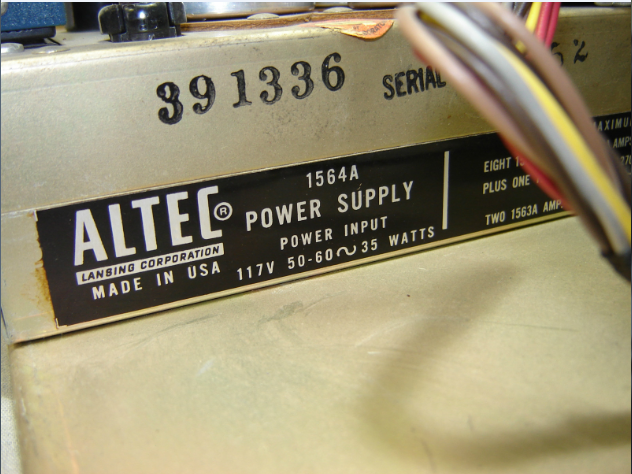 391336 SERIAL
ALTEC®
LANSING CORPORATION
MADE IN USA
1564A
POWER SUPPLY
POWER INPUT
117V 50-60～35 WATTS
EIGHT
PLUS ONE
TWO 1563A